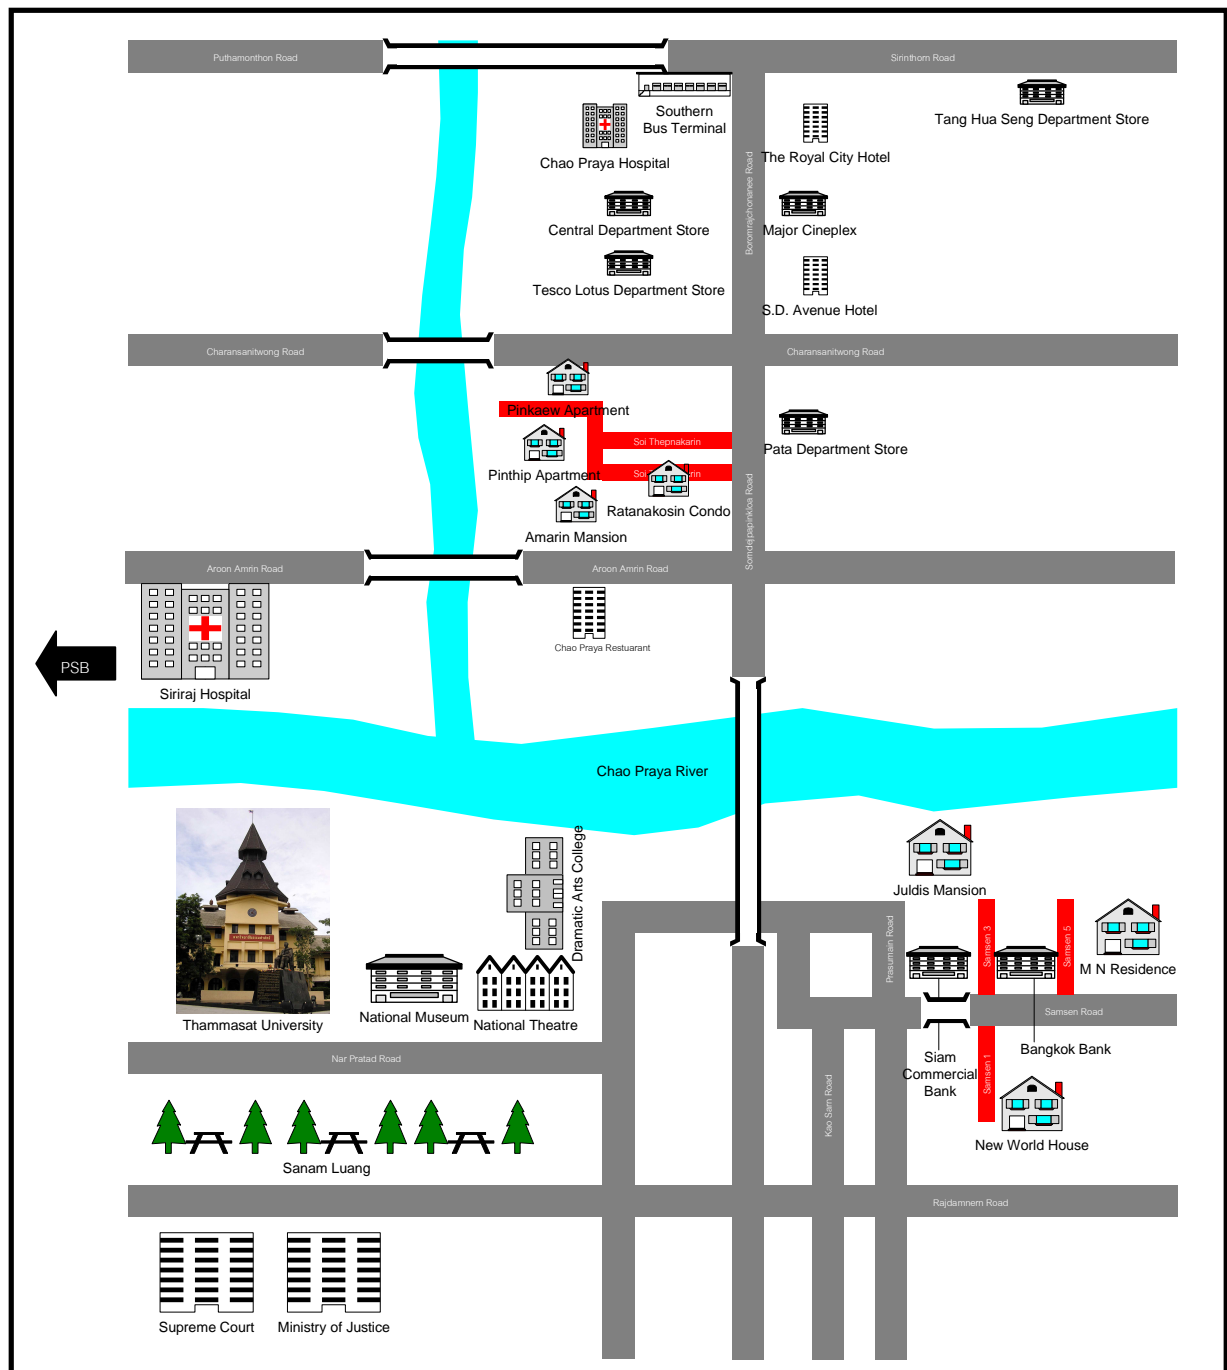 Puthamonthon Road
Sirinthorn Road
Southern
Bus Terminal
Tang Hua Seng Department Store
Chao Praya Hospital
The Royal City Hotel
Boromrajchonanee Road
Central Department Store
Major Cineplex
Tesco Lotus Department Store
S.D. Avenue Hotel
Charansanitwong Road
Charansanitwong Road
Pinkaew Apartment
Soi Thepnakarin
Pata Department Store
Pinthip Apartment
Soi rin
Ratanakosin Condo
Somdejpapinkloa Road
Amarin Mansion
Aroon Amrin Road
Aroon Amrin Road
Chao Praya Restuarant
PSB
Siriraj Hospital
Chao Praya River
Dramatic Arts College
Juldis Mansion
Prasumain Road
Samsen 3
Samsen 5
M N Residence
National Museum
National Theatre
Thammasat University
Samsen Road
Nar Pratad Road
Siam
Commercial
Bank
Bangkok Bank
Samsen 1
Kao Sarn Road
New World House
Sanam Luang
Rajdamnern Road
Supreme Court
Ministry of Justice